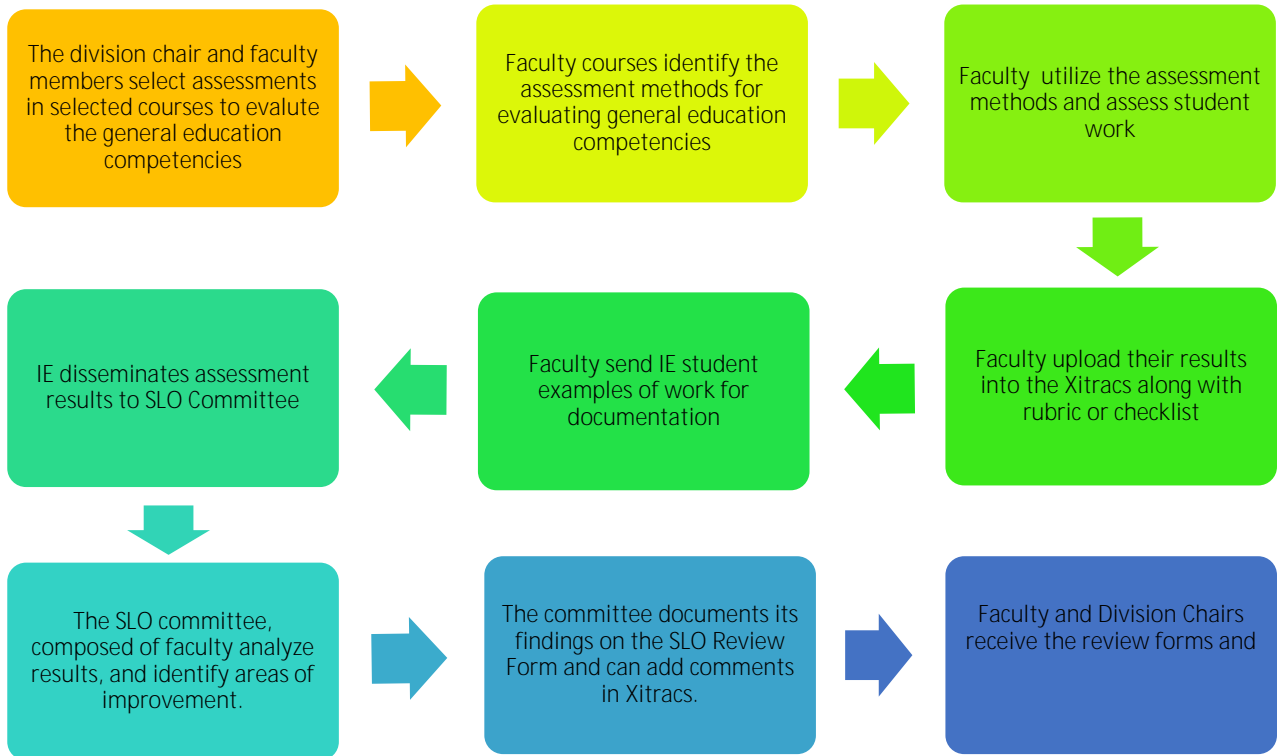 The division chair and faculty
members select assessments
in selected courses to evalute
the general education
competencies
Faculty courses identify the
assessment methods for
evaluating general education
competencies
Faculty utilize the assessment
methods and assess student
work
Faculty upload their results
into the Xitracs along with
rubric or checklist
Faculty send IE student
examples of work for
documentation
IE disseminates assessment
results to SLO Committee
The SLO committee,
composed of faculty analyze
results, and identify areas of
improvement.
The committee documents its
findings on the SLO Review
Form and can add comments
in Xitracs.
Faculty and Division Chairs
receive the review forms and